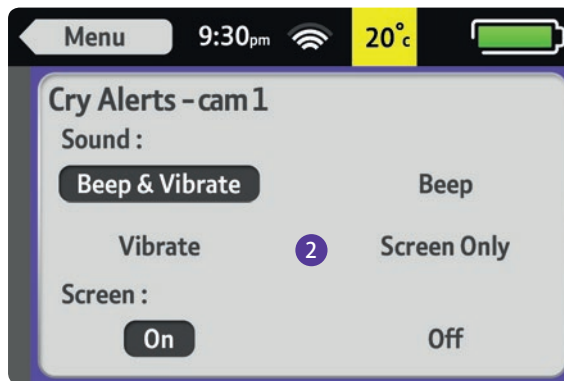 Menu 9:30pm 20°c
Cry Alerts - cam 1
Sound :
Beep & Vibrate Beep
Vibrate 2 Screen Only
Screen :
On Off